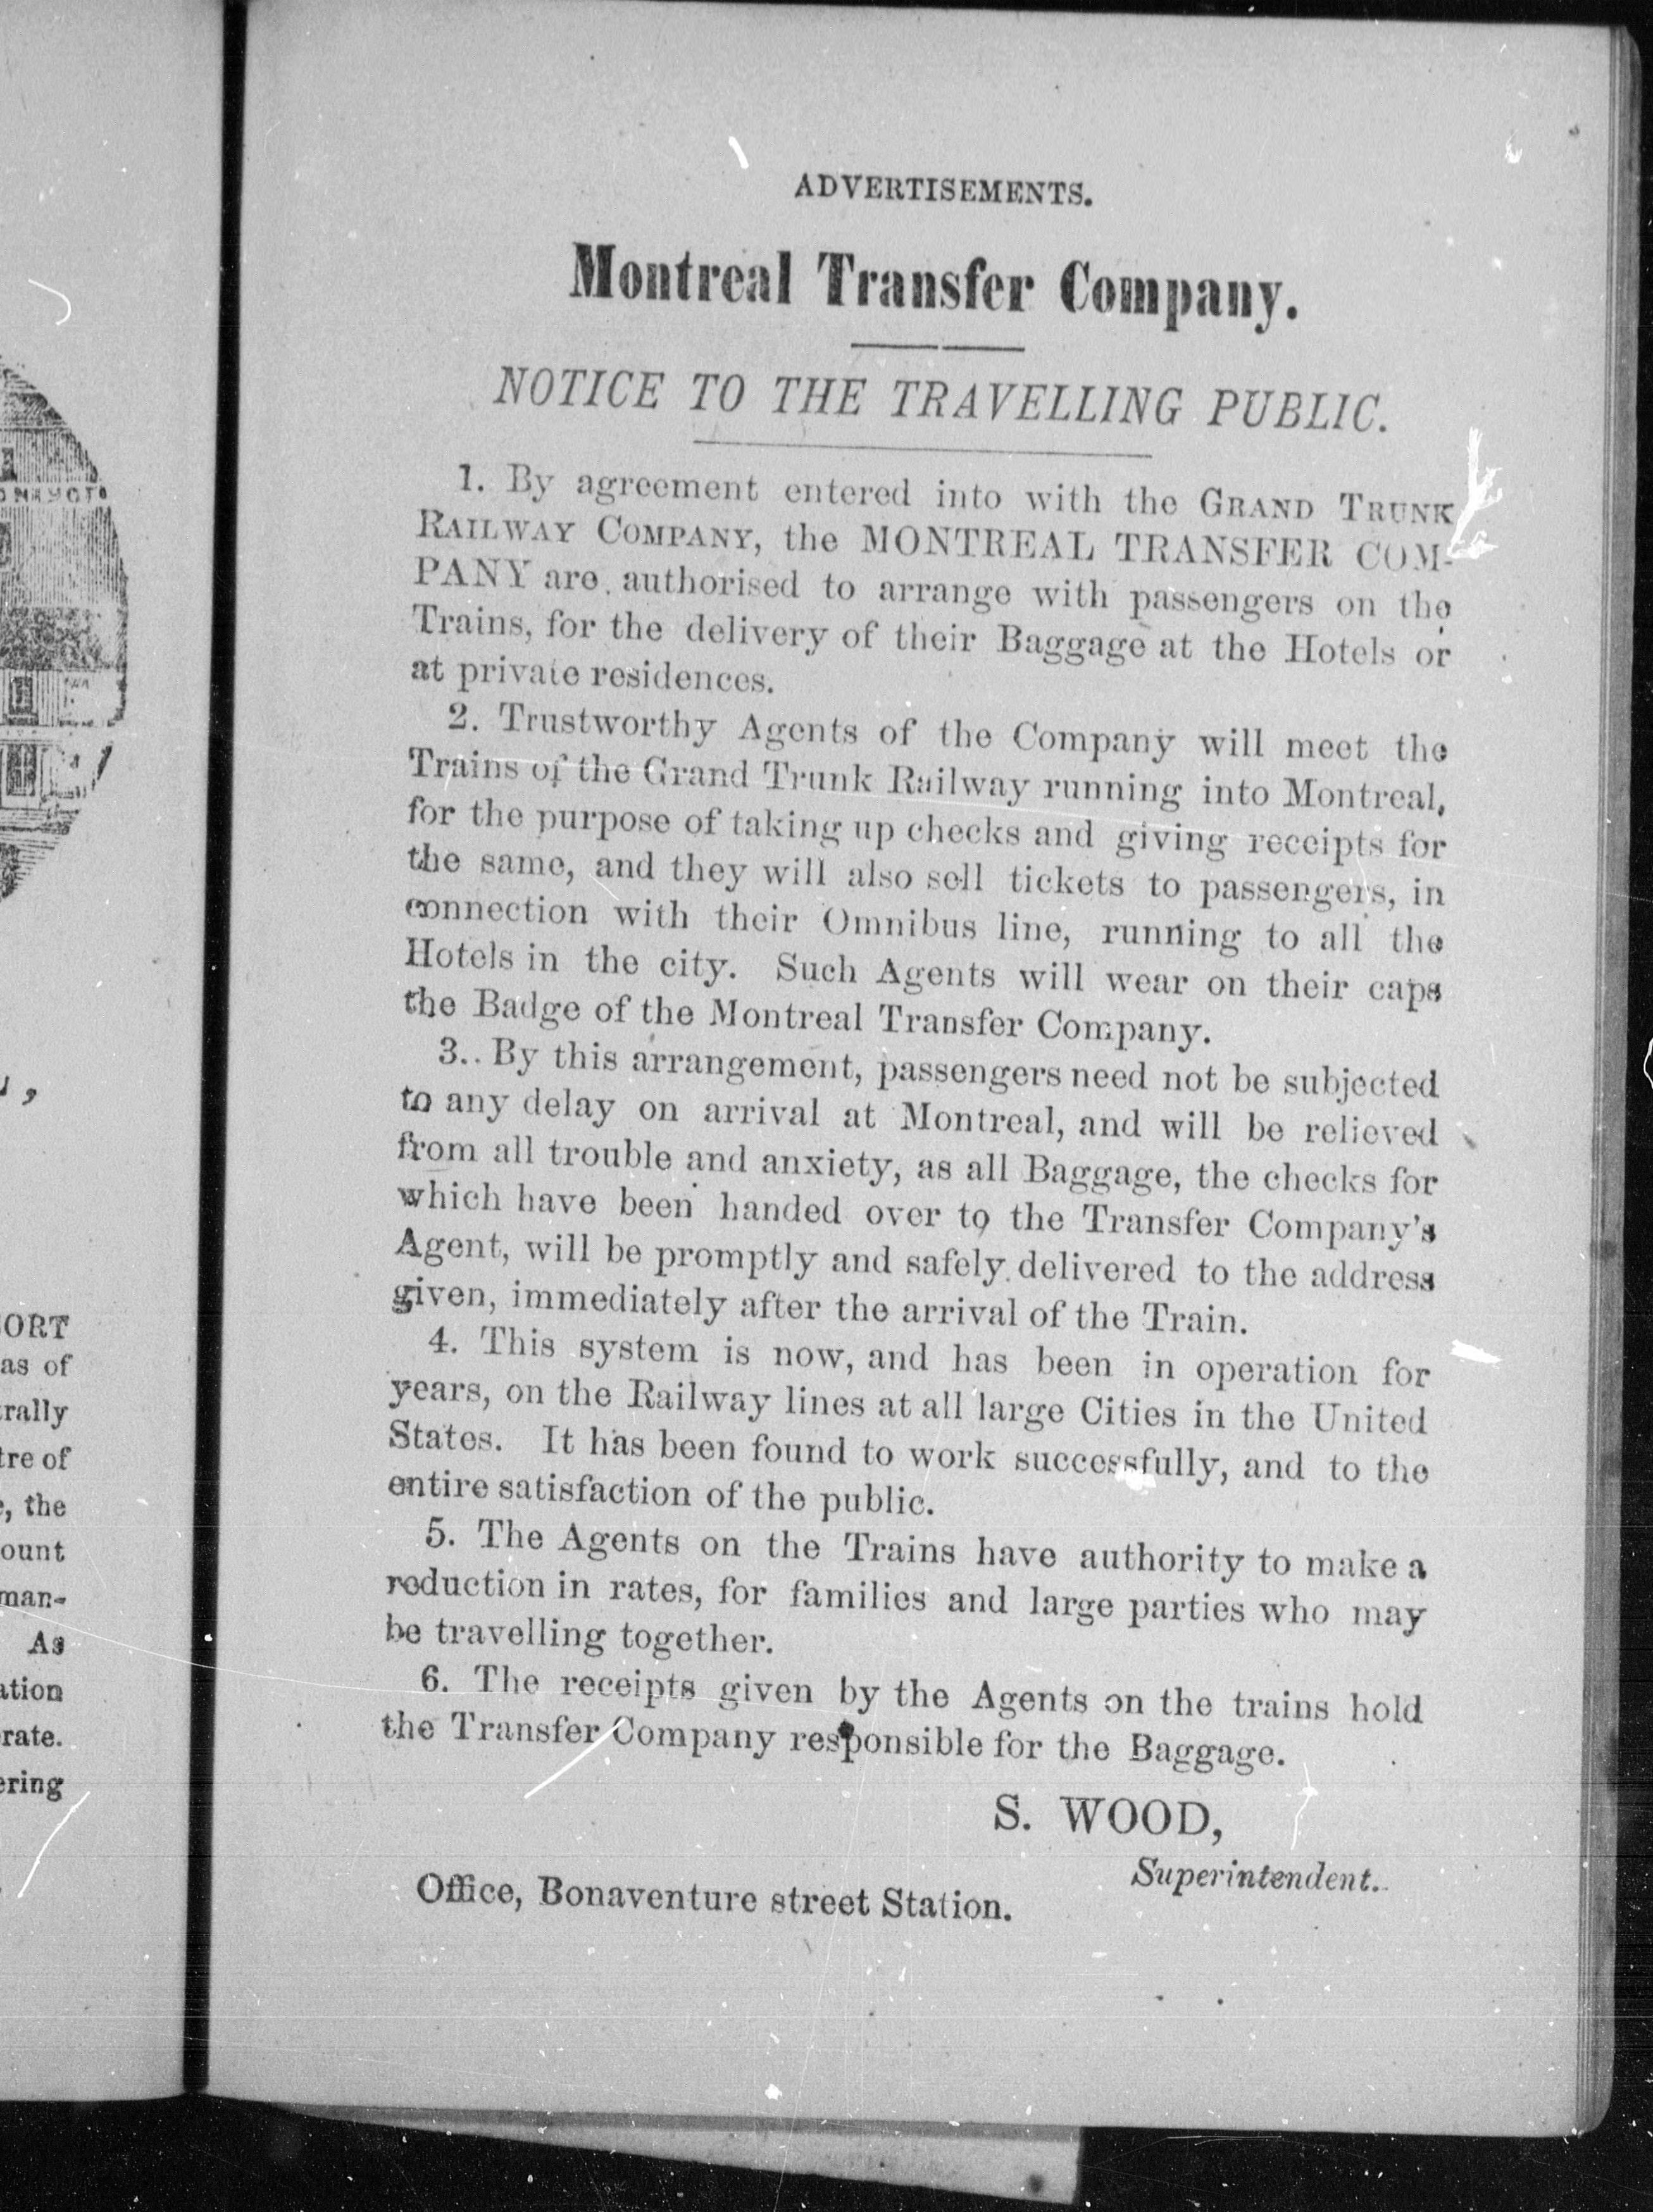 ORT
as of
rally
tre of
, the
ount
man-
As
ation
rate.
ering
ADVERTISEMENTS.
Montreal Transfer Company.
NOTICE TO THE TRAVELLING PUBLIC.
1. By agreement entered into with the GRAND TRUNK
RAILWAY COMPANY, the MONTREAL TRANSFER COM-
PANY are authorised to arrange with passengers on the
Trains, for the delivery of their Baggage at the Hotels or
at private residences.
2. Trustworthy Agents of the Company will meet the
Trains of the Grand Trunk Railway running into Montreal,
for the purpose of taking up checks and giving receipts for
the same, and they will also sell tickets to passengers, in
connection with their Omnibus line, running to all the
Hotels in the city. Such Agents will wear on their caps
the Badge of the Montreal Transfer Company.
3. By this arrangement, passengers need not be subjected
to any delay on arrival at Montreal, and will be relieved
from all trouble and anxiety, as all Baggage, the checks for
which have been handed over to the Transfer Company's
Agent, will be promptly and safely delivered to the address
given, immediately after the arrival of the Train.
4. This system is now, and has been in operation for
years, on the Railway lines at all large Cities in the United
States. It has been found to work successfully, and to the
entire satisfaction of the public.
5. The Agents on the Trains have authority to make a
reduction in rates, for families and large parties who may
be travelling together.
6. The receipts given by the Agents on the trains hold
the Transfer Company responsible for the Baggage.
S. WOOD,
Superintendent.
Office, Bonaventure street Station.